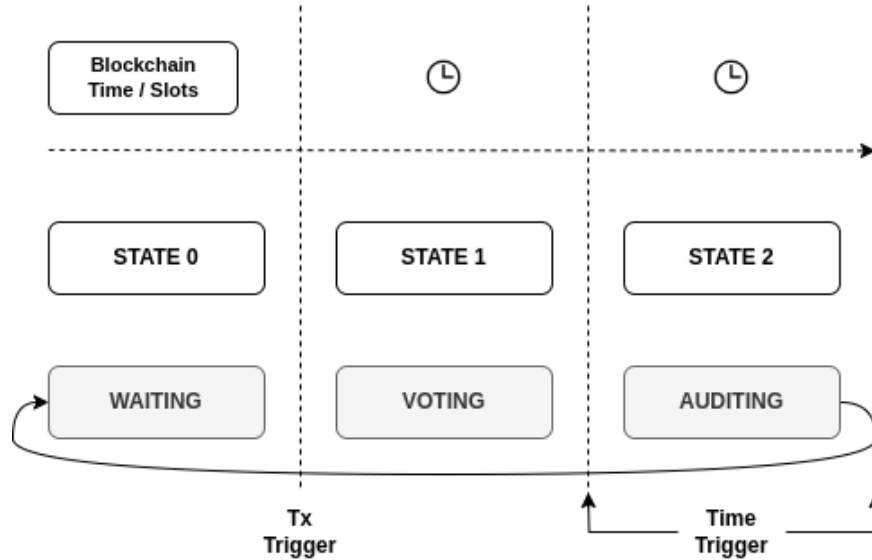 Blockchain
Time / Slots
STATE 0
STATE 1
STATE 2
WAITING
VOTING
AUDITING
Tx
Trigger
Time
Trigger